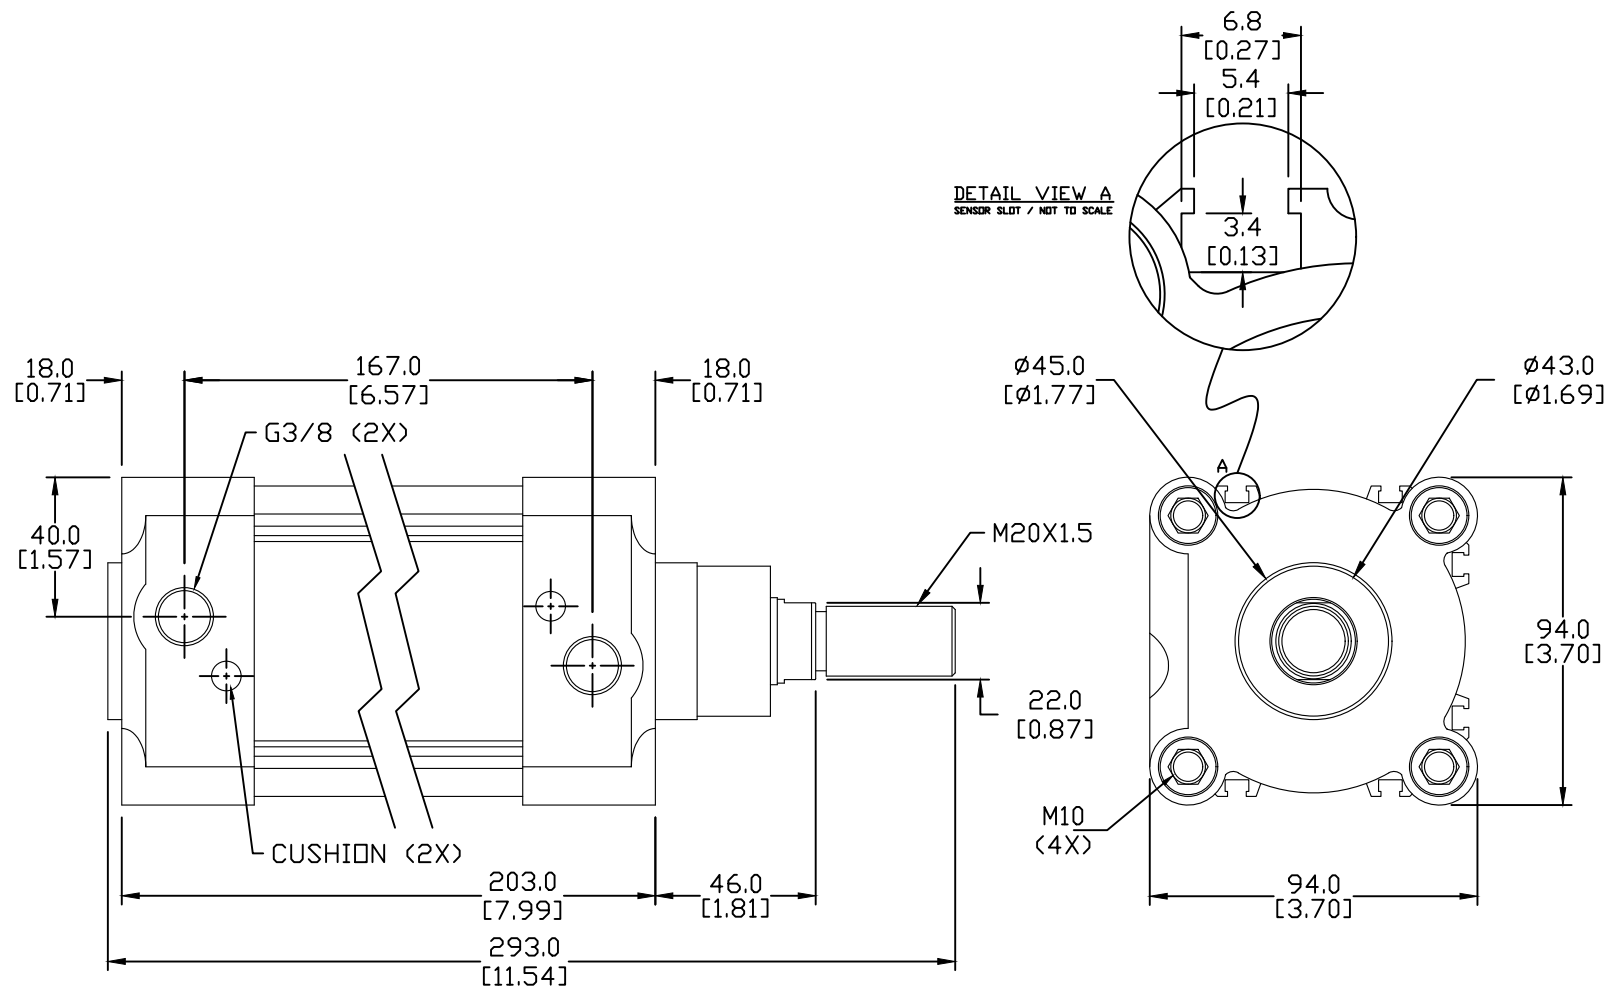 6.8
[0.27]
5.4
[0.21]
DETAIL VIEW A
SENSOR SLOT / NOT TO SCALE
3.4
[0.13]
18.0
[0.71]
167.0
[6.57]
18.0
[0.71]
ø45.0
[ø1.77]
ø43.0
[ø1.69]
G3/8 (2X)
A
40.0
[1.57]
M20X1.5
94.0
[3.70]
22.0
[0.87]
M10
(4X)
CUSHION (2X)
203.0
[7.99]
46.0
[1.81]
94.0
[3.70]
293.0
[11.54]